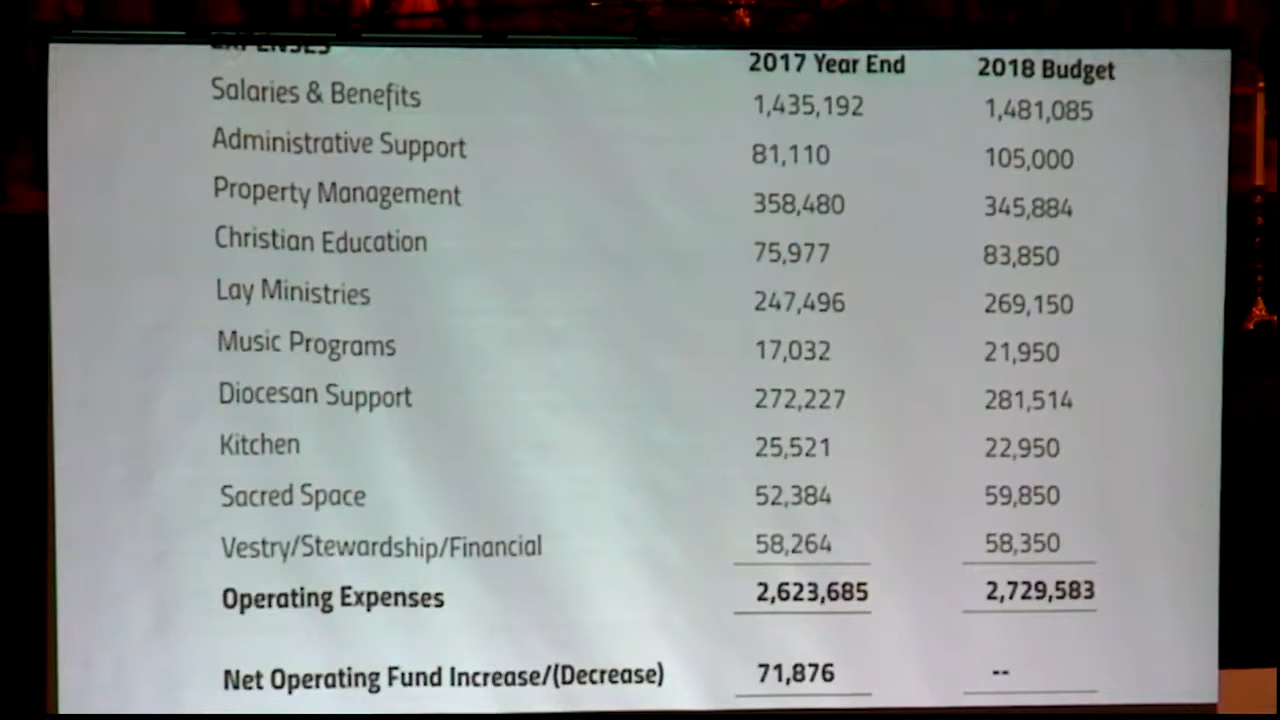 EXPENSES 2017 Year End 2018 Budget
Salaries & Benefits 1,435,192 1,481,085
Administrative Support 81,110 105,000
Property Management 358,480 345,884
Christian Education 75,977 83,850
Lay Ministries 247,496 269,150
Music Programs 17,032 21,950
Diocesan Support 272,227 281,514
Kitchen 25,521 22,950
Sacred Space 52,384 59,850
Vestry/Stewardship/Financial 58,264 58,350
Operating Expenses 2,623,685 2,729,583
Net Operating Fund Increase/(Decrease) 71,876 --